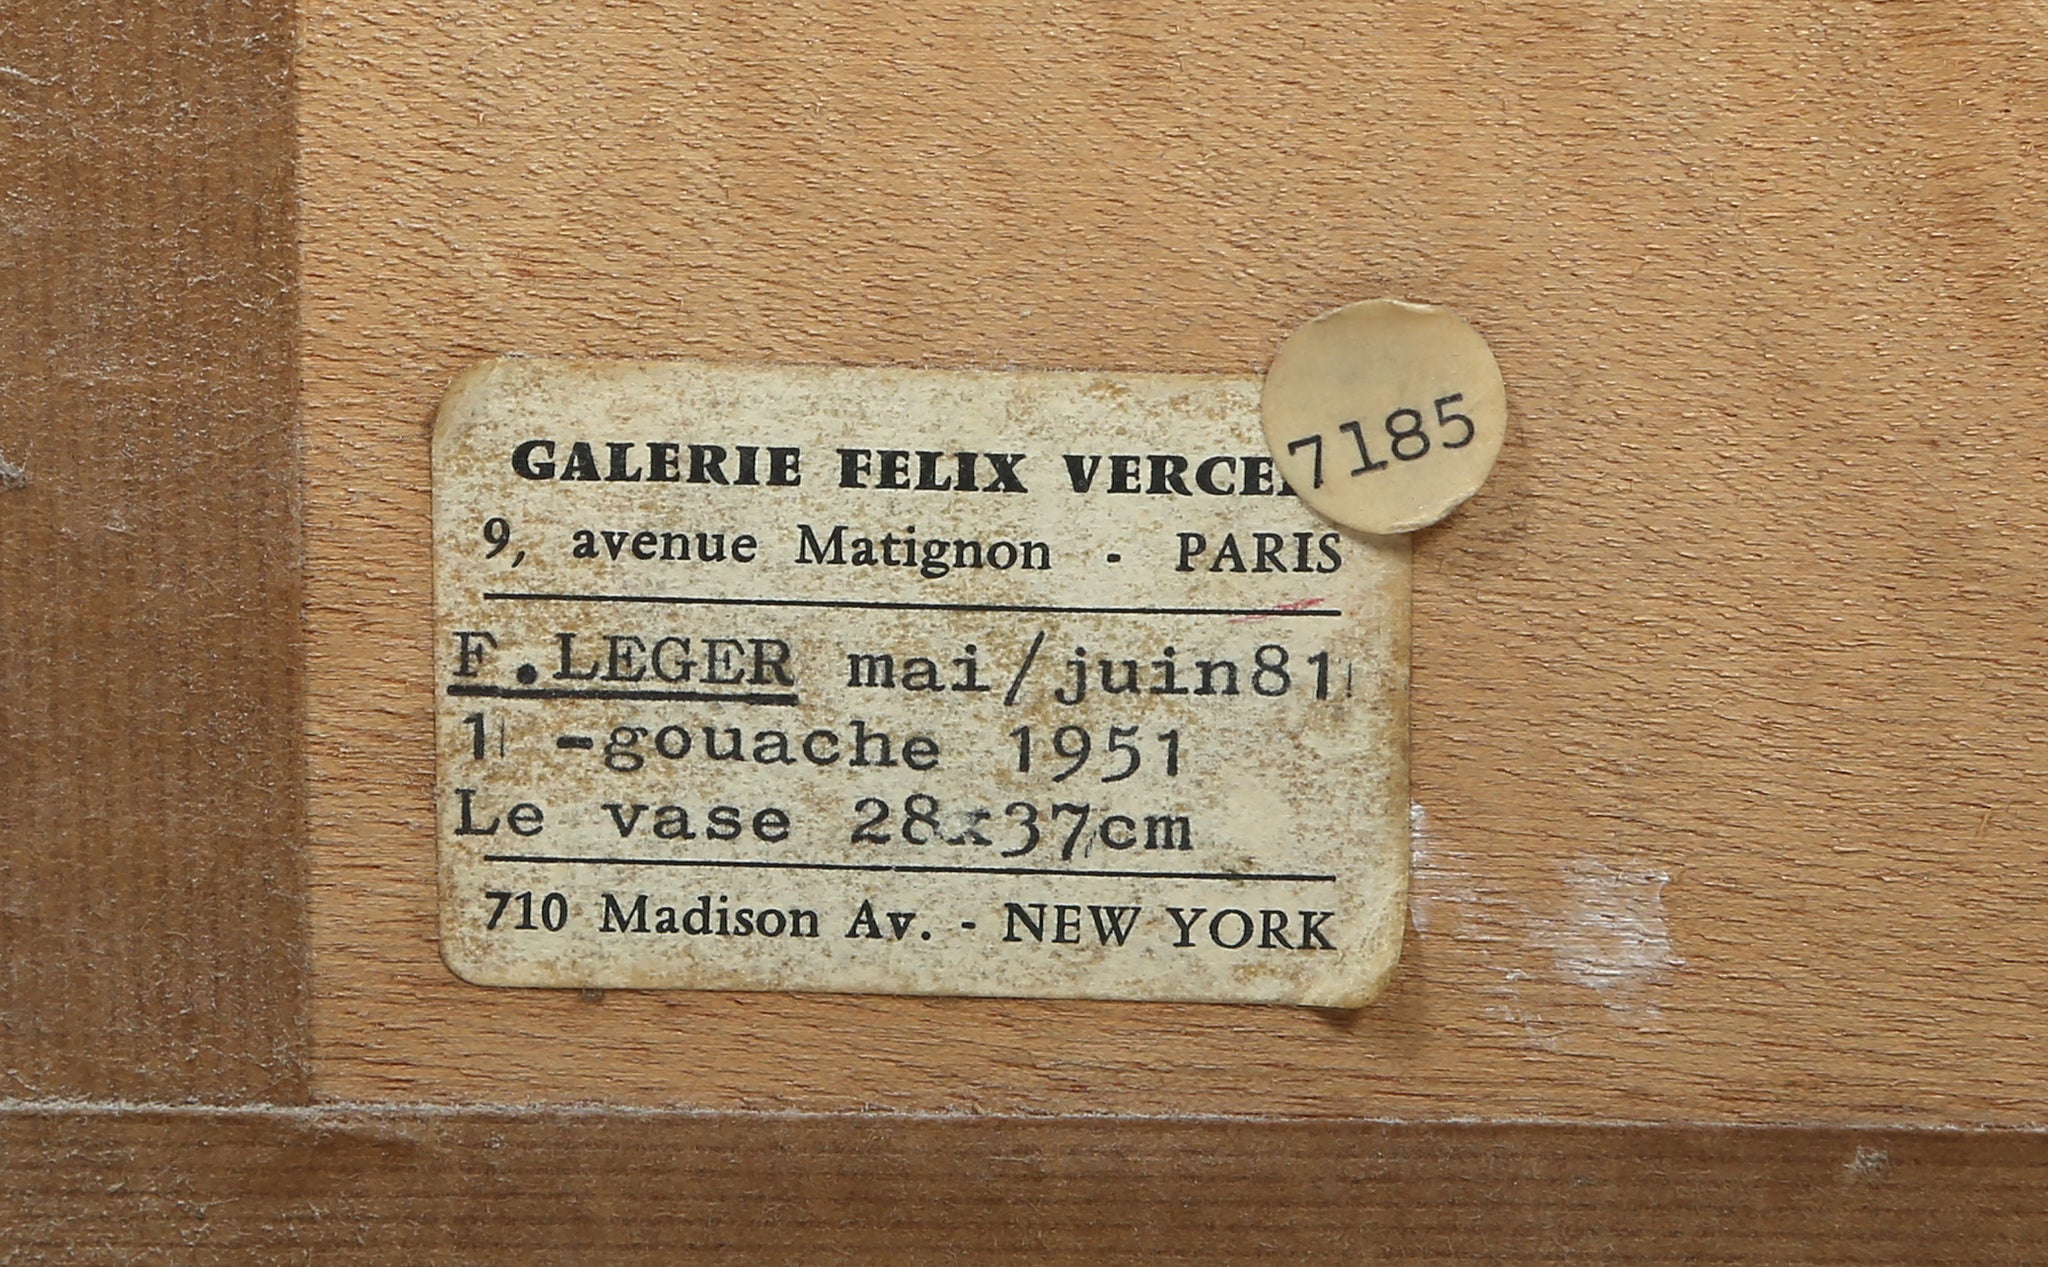 GALERIE FELIX
7185
9, avenue Matignon - PARIS
F.LEGER mai/juin81
1 -gouache 1951
Le vase 28x37cm
710 Madison Av. - NEW YORK